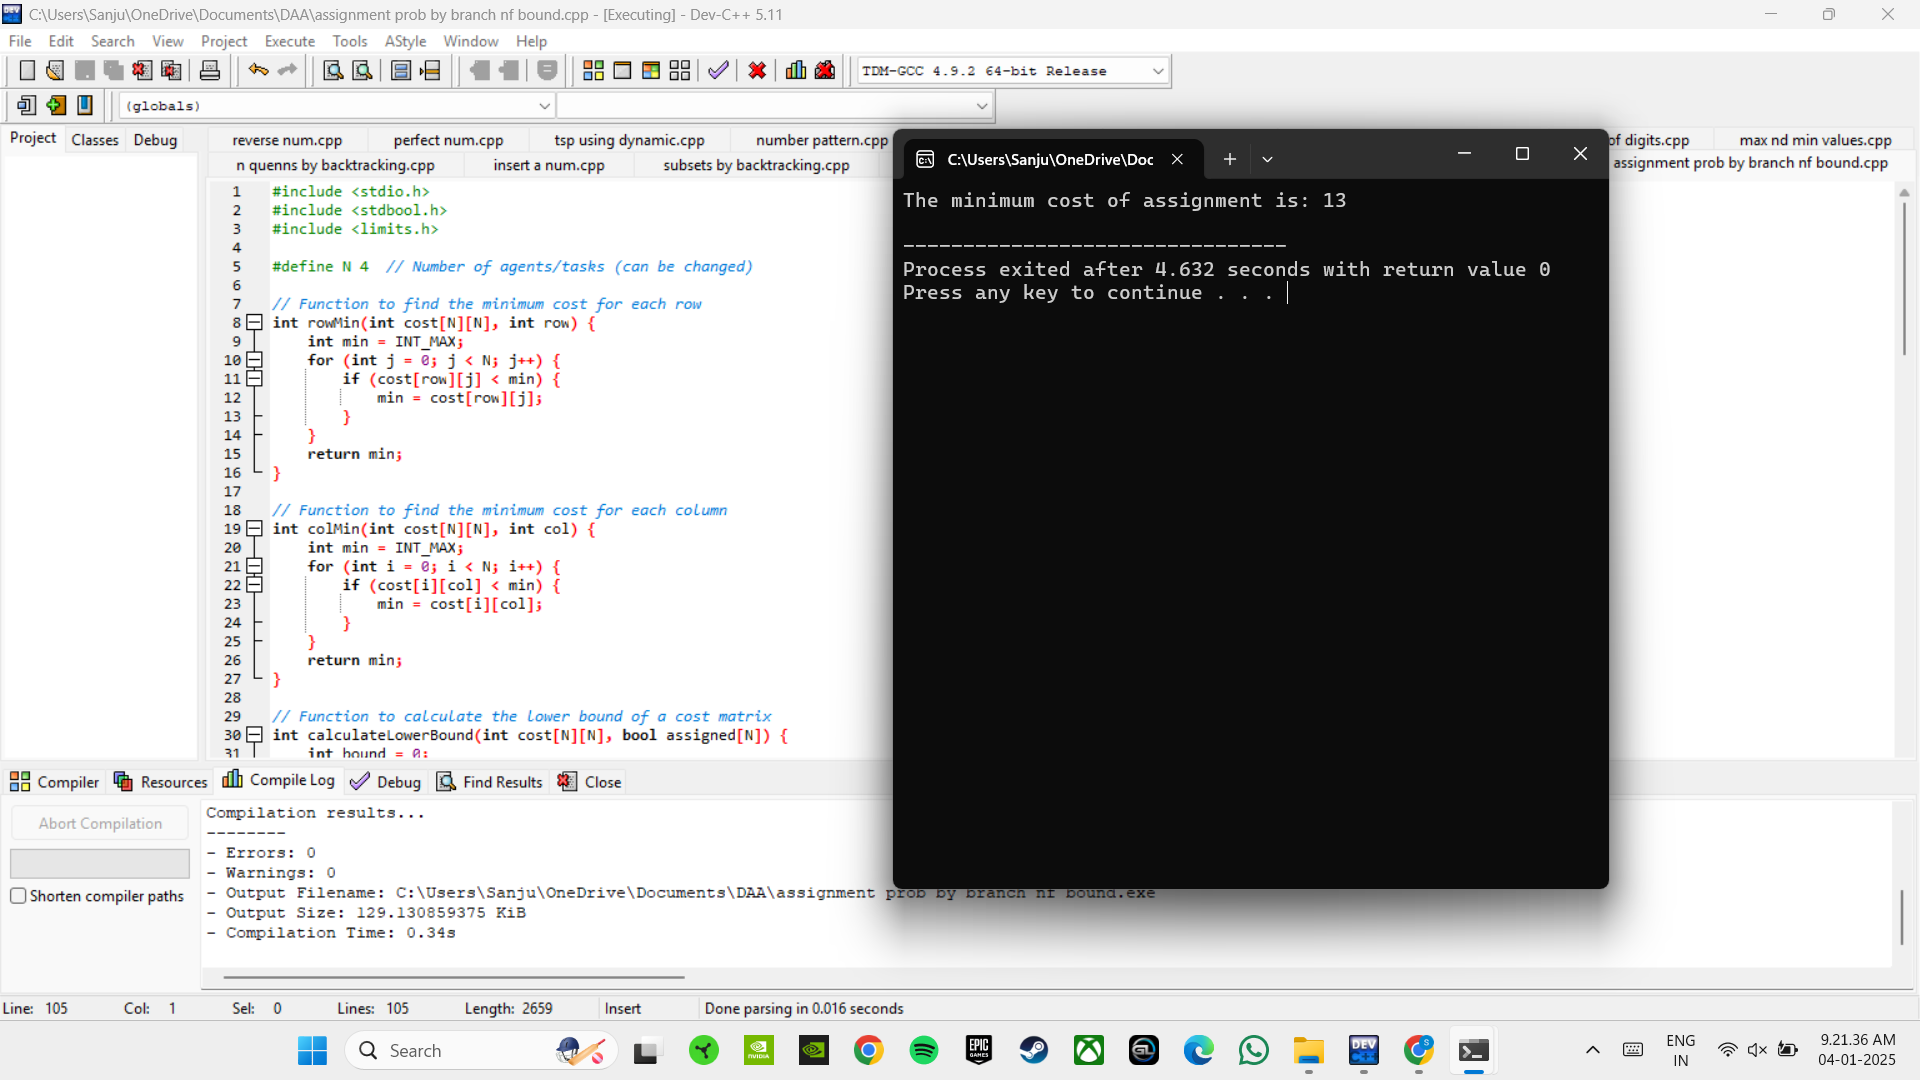 C:\Users\Sanju\OneDrive\Documents\DAA\assignment prob by branch nf bound.cpp - [Executing] - Dev-C++ 5.11
File Edit Search View Project Execute Tools AStyle Window Help
TDM-GCC 4.9.2 64-bit Release
(globals)
Project Classes Debug
reverse num.cpp perfect num.cpp tsp using dynamic.cpp number pattern.cpp of digits.cpp max nd min values.cpp
n quenns by backtracking.cpp insert a num.cpp subsets by backtracking.cpp assignment prob by branch nf bound.cpp
1 #include <stdio.h>
2 #include <stdbool.h>
3 #include <limits.h>
4
5 #define N 4 // Number of agents/tasks (can be changed)
6
7 // Function to find the minimum cost for each row
8 int rowMin(int cost[N][N], int row) {
9 int min = INT_MAX;
10 for (int j = 0; j < N; j++) {
11 if (cost[row][j] < min) {
12 min = cost[row][j];
13 }
14 }
15 return min;
16 }
17
18 // Function to find the minimum cost for each column
19 int colMin(int cost[N][N], int col) {
20 int min = INT_MAX;
21 for (int i = 0; i < N; i++) {
22 if (cost[i][col] < min) {
23 min = cost[i][col];
24 }
25 }
26 return min;
27 }
28
29 // Function to calculate the lower bound of a cost matrix
30 int calculateLowerBound(int cost[N][N], bool assigned[N]) {
31 int bound = 0;
C:\Users\Sanju\OneDrive\Doc
The minimum cost of assignment is: 13
--------------------------------
Process exited after 4.632 seconds with return value 0
Press any key to continue . . .
Compiler Resources Compile Log Debug Find Results Close
Abort Compilation
Shorten compiler paths
Compilation results...
--------
- Errors: 0
- Warnings: 0
- Output Filename: C:\Users\Sanju\OneDrive\Documents\DAA\assignment prob by branch nf bound.exe
- Output Size: 129.130859375 KiB
- Compilation Time: 0.34s
Line: 105 Col: 1 Sel: 0 Lines: 105 Length: 2659 Insert Done parsing in 0.016 seconds
Search
ENG
IN
9.21.36 AM
04-01-2025